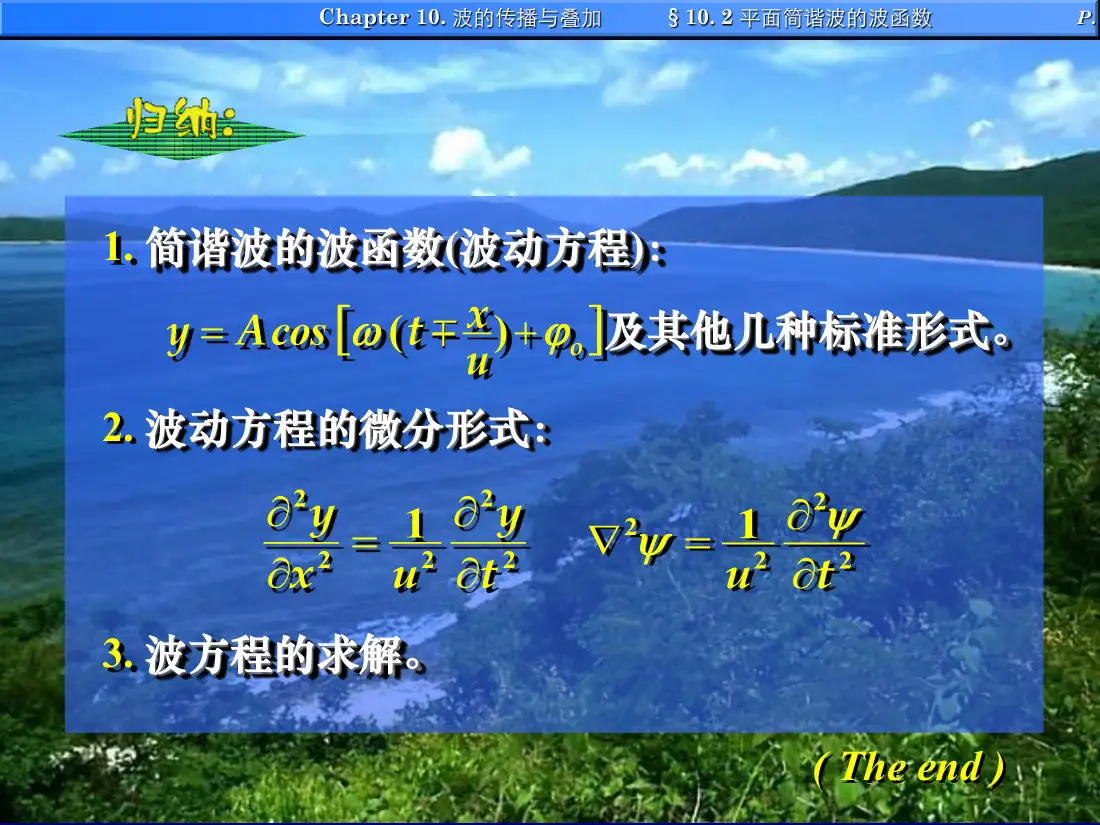 Chapter 10. 波的传播与叠加 §10. 2 平面简谐波的波函数 P.
归纳:
1. 简谐波的波函数(波动方程):
y = A cos[ω(t ∓ x/u) + φ₀]及其他几种标准形式。
2. 波动方程的微分形式:
∂²y/∂x² = 1/u² ∂²y/∂t² ∇²ψ = 1/u² ∂²ψ/∂t²
3. 波方程的求解。
( The end )